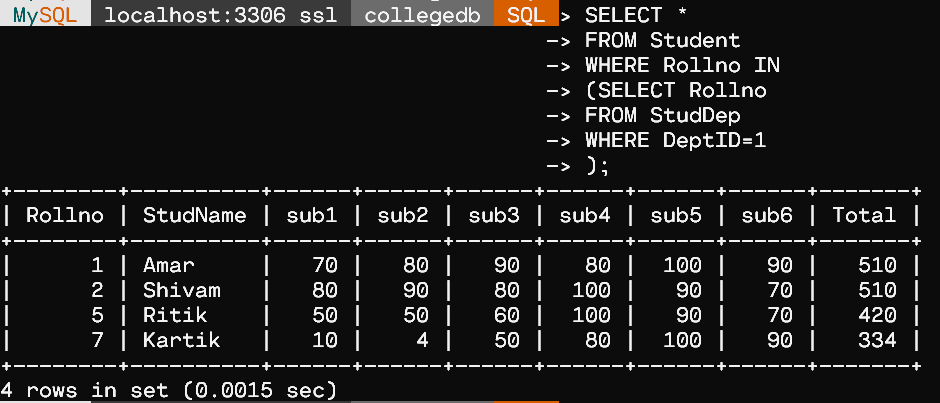 MySQL localhost:3306 ssl collegedb SQL > SELECT *
-> FROM Student
-> WHERE Rollno IN
-> (SELECT Rollno
-> FROM StudDep
-> WHERE DeptID=1
-> );
+--------+----------+------+------+------+------+------+------+-------+
| Rollno | StudName | sub1 | sub2 | sub3 | sub4 | sub5 | sub6 | Total |
+--------+----------+------+------+------+------+------+------+-------+
| 1 | Amar | 70 | 80 | 90 | 80 | 100 | 90 | 510 |
| 2 | Shivam | 80 | 90 | 80 | 100 | 90 | 70 | 510 |
| 5 | Ritik | 50 | 50 | 60 | 100 | 90 | 70 | 420 |
| 7 | Kartik | 10 | 4 | 50 | 80 | 100 | 90 | 334 |
+--------+----------+------+------+------+------+------+------+-------+
4 rows in set (0.0015 sec)